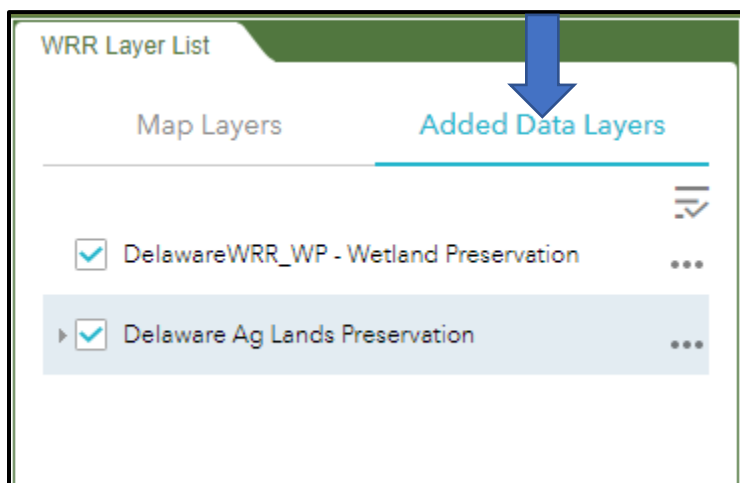 WRR Layer List
Map Layers
Added Data Layers
DelawareWRR_WP - Wetland Preservation
Delaware Ag Lands Preservation